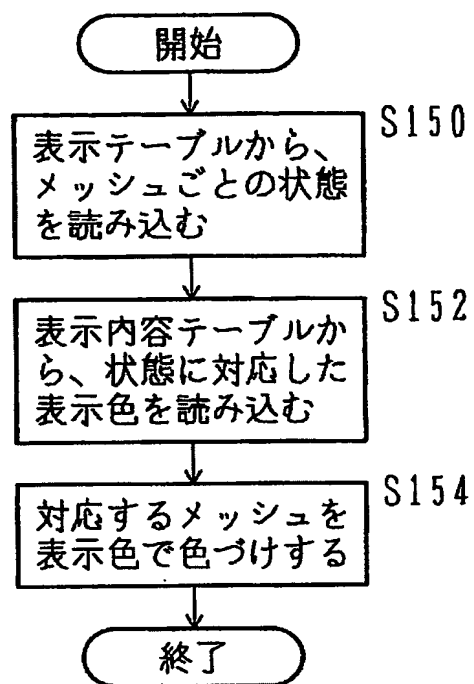 開始
S150
表示テーブルから、
メッシュごとの状態
を読み込む
S152
表示内容テーブルか
ら、状態に対応した
表示色を読み込む
S154
対応するメッシュを
表示色で色づけする
終了